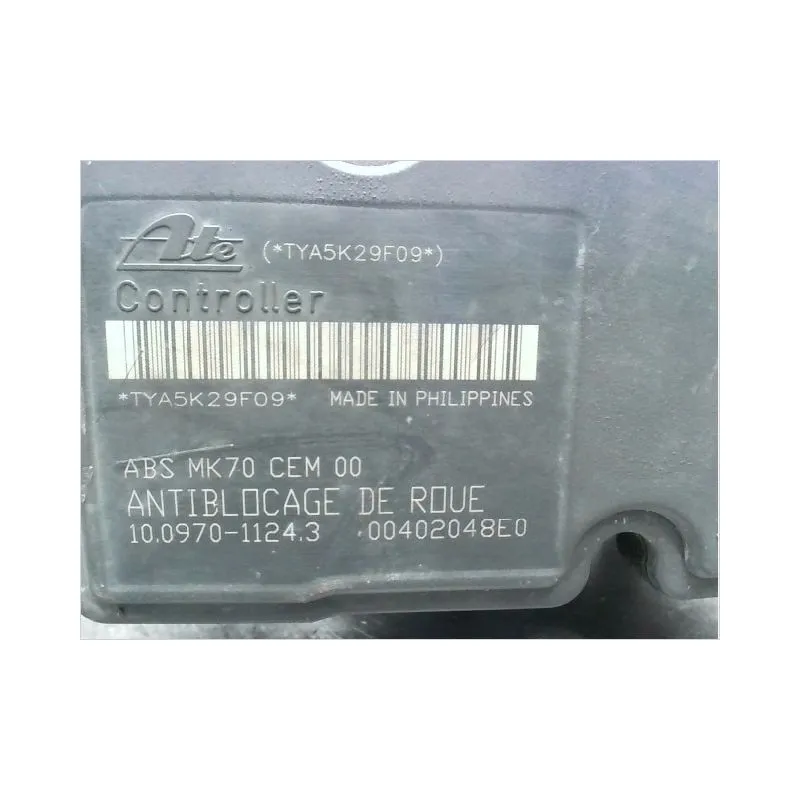 Ate (*TYA5K29F09*)
Controller
*TYA5K29F09* MADE IN PHILIPPINES
ABS MK70 CEM 00
ANTIBLOCAGE DE ROUE
10.0970-1124.3 00402048E0